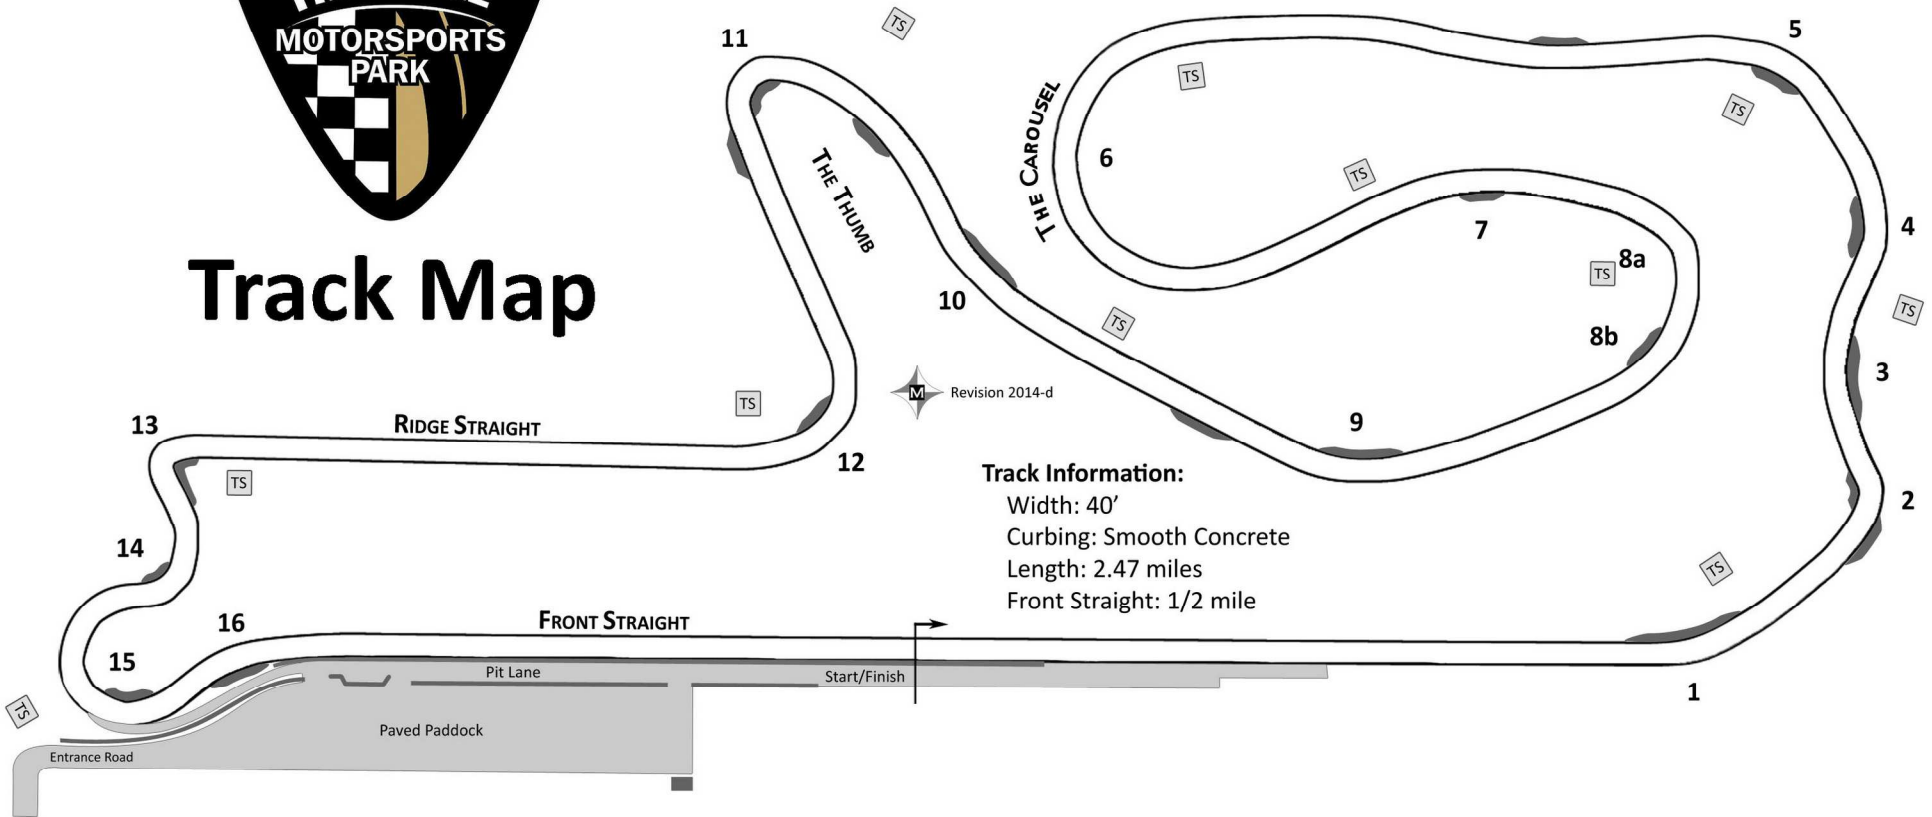 MOTORSPORTS
PARK
Track Map
11
TS
5
TS
TS
THE CAROUSEL
6
THE THUMB
TS
7
4
8a
TS
10
TS
TS
8b
3
Revision 2014-d
TS
9
13
RIDGE STRAIGHT
12
TS
2
Track Information:
Width: 40’
Curbing: Smooth Concrete
Length: 2.47 miles
Front Straight: 1/2 mile
14
TS
16
FRONT STRAIGHT
15
Pit Lane
Start/Finish
1
TS
Paved Paddock
Entrance Road
M